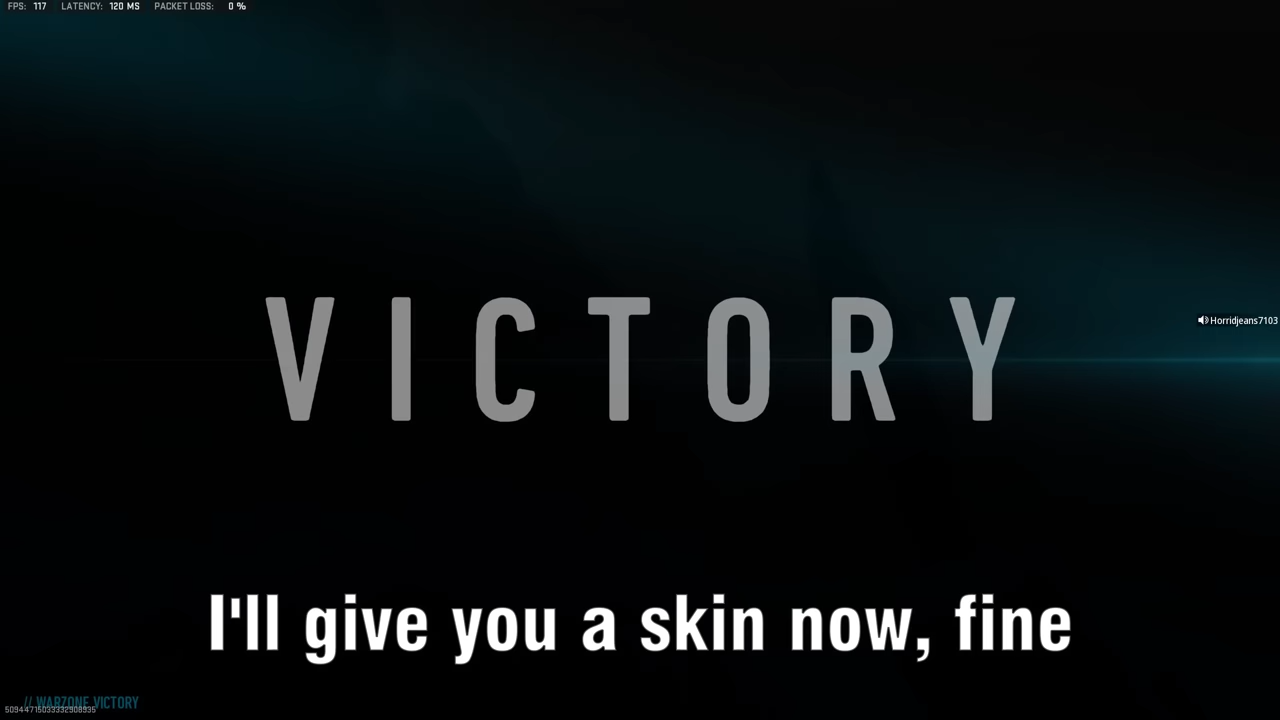 FPS: 117 LATENCY: 120 MS PACKET LOSS: 0 %
VICTORY
Horridjeans7103
I'll give you a skin now, fine
// WARZONE VICTORY